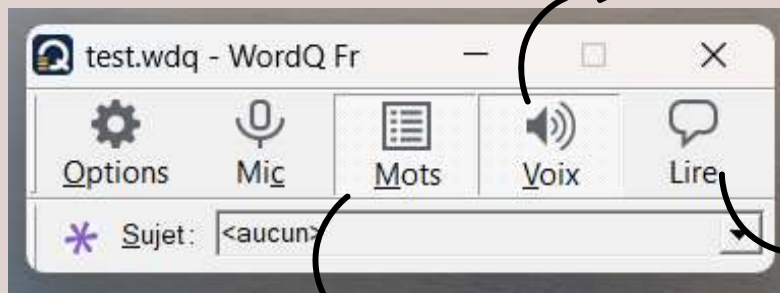 test.wdq - WordQ Fr
Options Mic Mots Voix Lire
Sujet: <aucun>